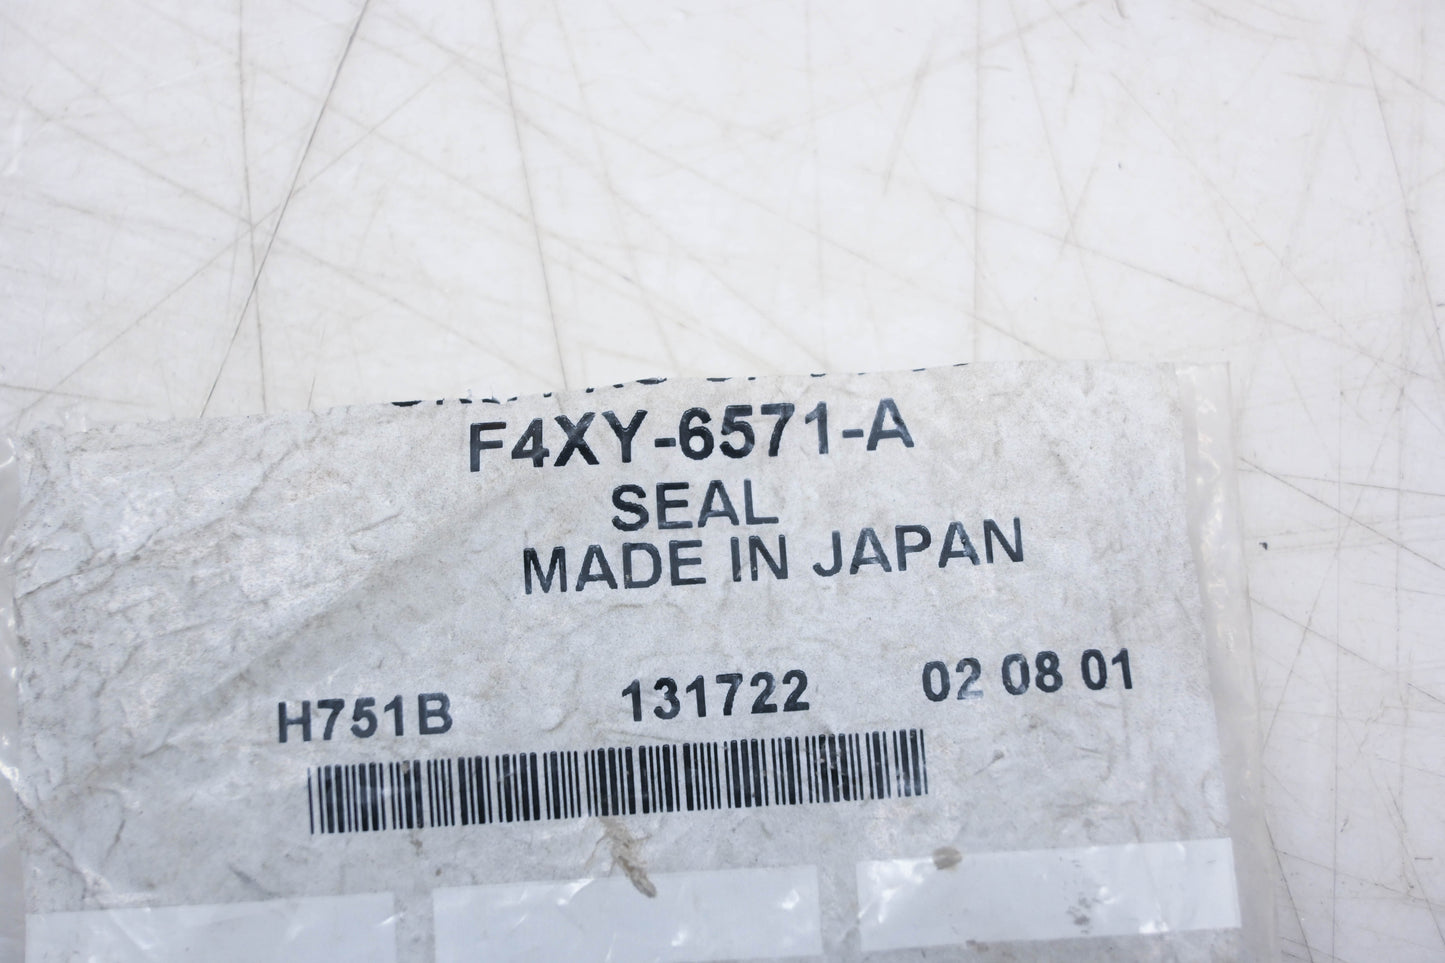 F4XY-6571-A
SEAL
MADE IN JAPAN
H751B 131722 02 08 01